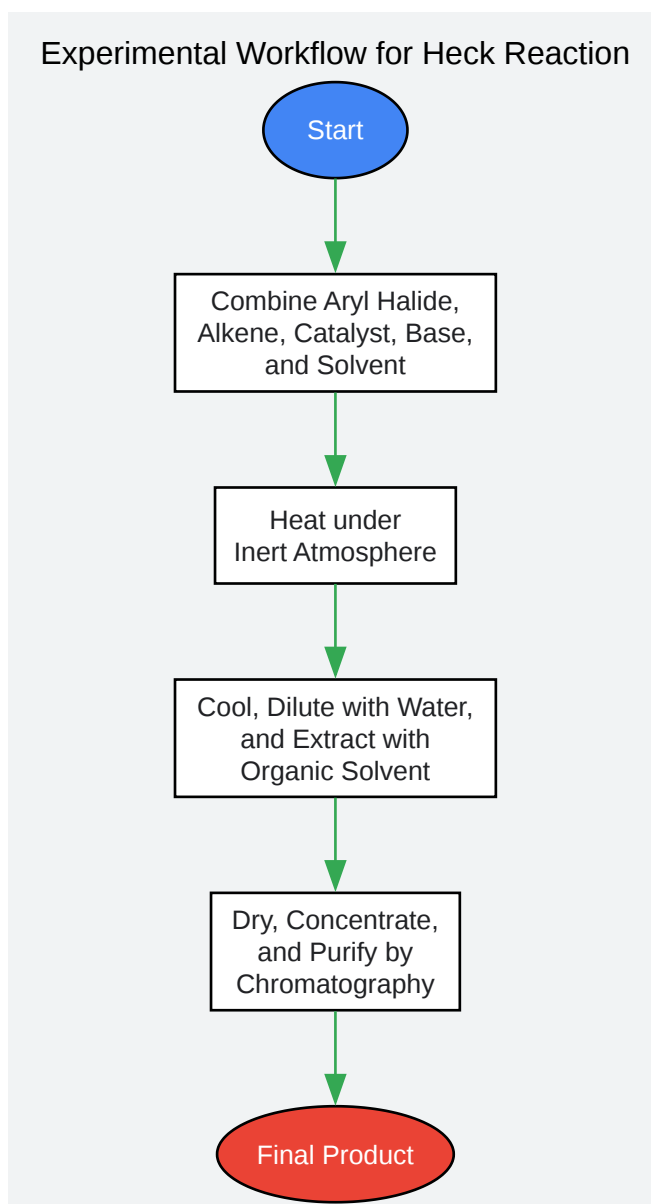 Experimental Workflow for Heck Reaction
Start
Combine Aryl Halide,
Alkene, Catalyst, Base,
and Solvent
Heat under
Inert Atmosphere
Cool, Dilute with Water,
and Extract with
Organic Solvent
Dry, Concentrate,
and Purify by
Chromatography
Final Product